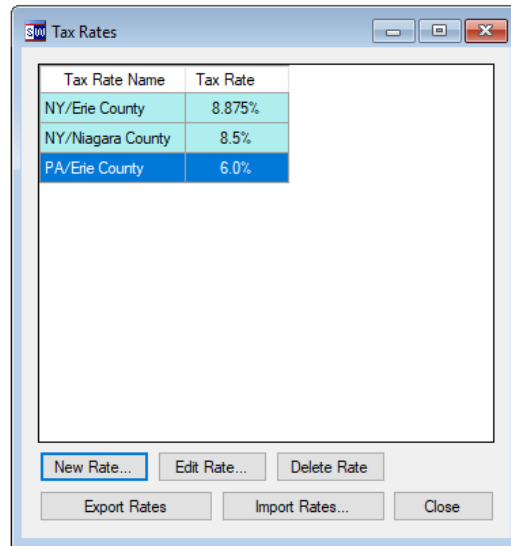 SW Tax Rates
Tax Rate Name Tax Rate
NY/Erie County 8.875%
NY/Niagara County 8.5%
PA/Erie County 6.0%
New Rate... Edit Rate... Delete Rate
Export Rates Import Rates... Close